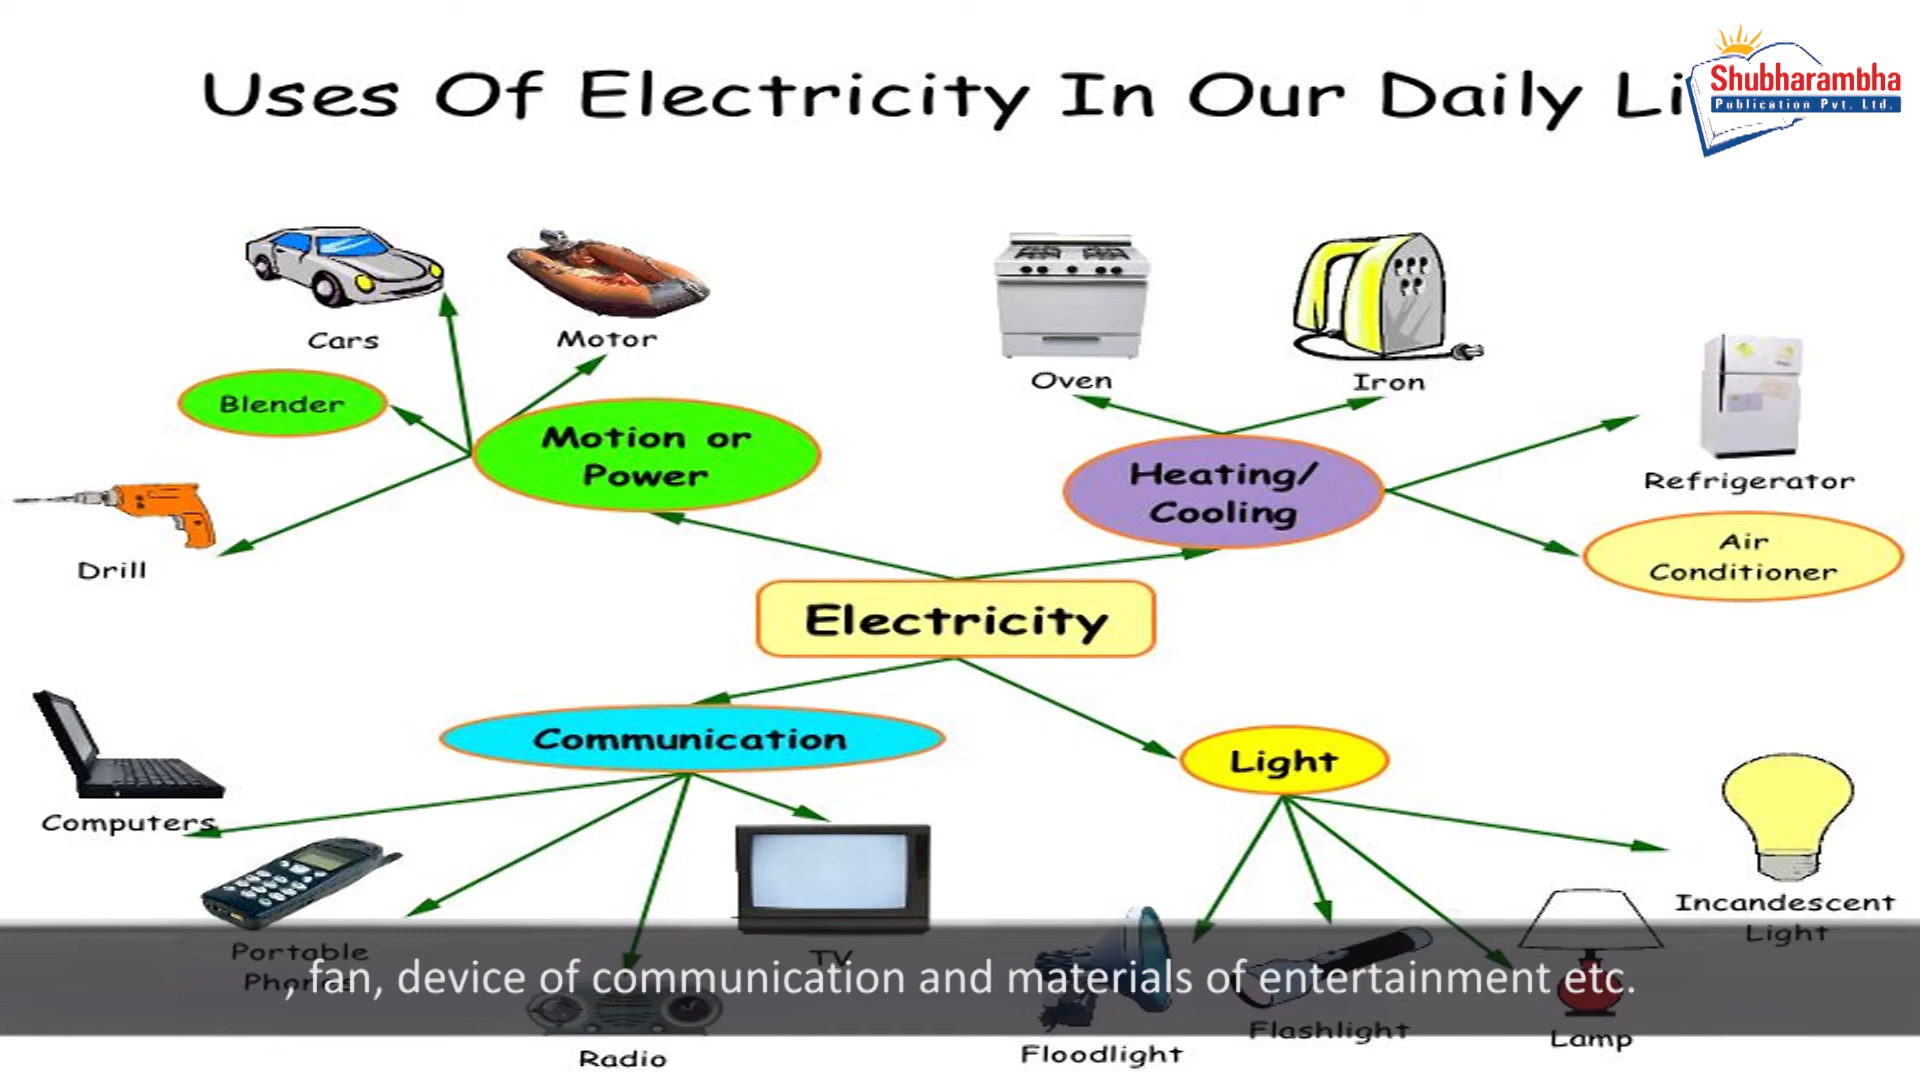 Uses Of Electricity In Our Daily Li
Shubharambha
Publication Pvt. Ltd.
Cars
Motor
Oven
Iron
Blender
Motion or
Power
Heating/
Cooling
Refrigerator
Air
Conditioner
Drill
Electricity
Communication
Light
Computers
Incandescent
Light
Portable
Phones
TV
, fan, device of communication and materials of entertainment etc.
Radio
Floodlight
Flashlight
Lamp